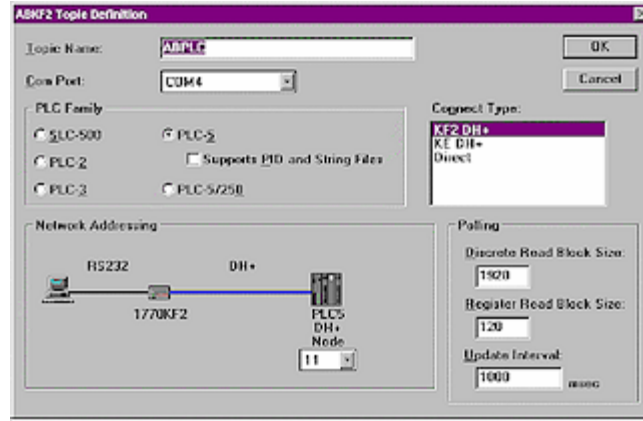 ABKF2 Topic Definition
Topic Name:
ABPLC
OK
Com Port:
COM4
Cancel
PLC Family
SLC-500
PLC-5
Supports PID and String Files
PLC-2
PLC-3
PLC-5/250
Connect Type:
KF2 DH+
KE DH+
Direct
Network Addressing
RS232
DH+
1770KF2
PLC5
DH+
Node
11
Polling
Discrete Read Block Size:
1920
Register Read Block Size:
120
Update Interval:
1000
msec